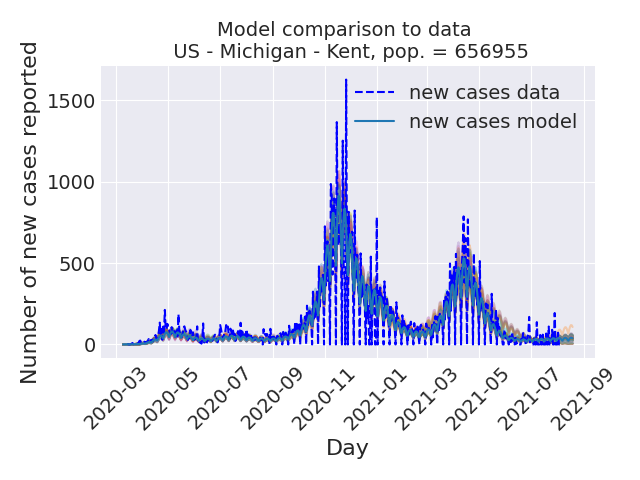 Model comparison to data
US - Michigan - Kent, pop. = 656955
Number of new cases reported
1500
1000
500
0
new cases data
new cases model
2020-03
2020-05
2020-07
2020-09
2020-11
2021-01
2021-03
2021-05
2021-07
2021-09
Day